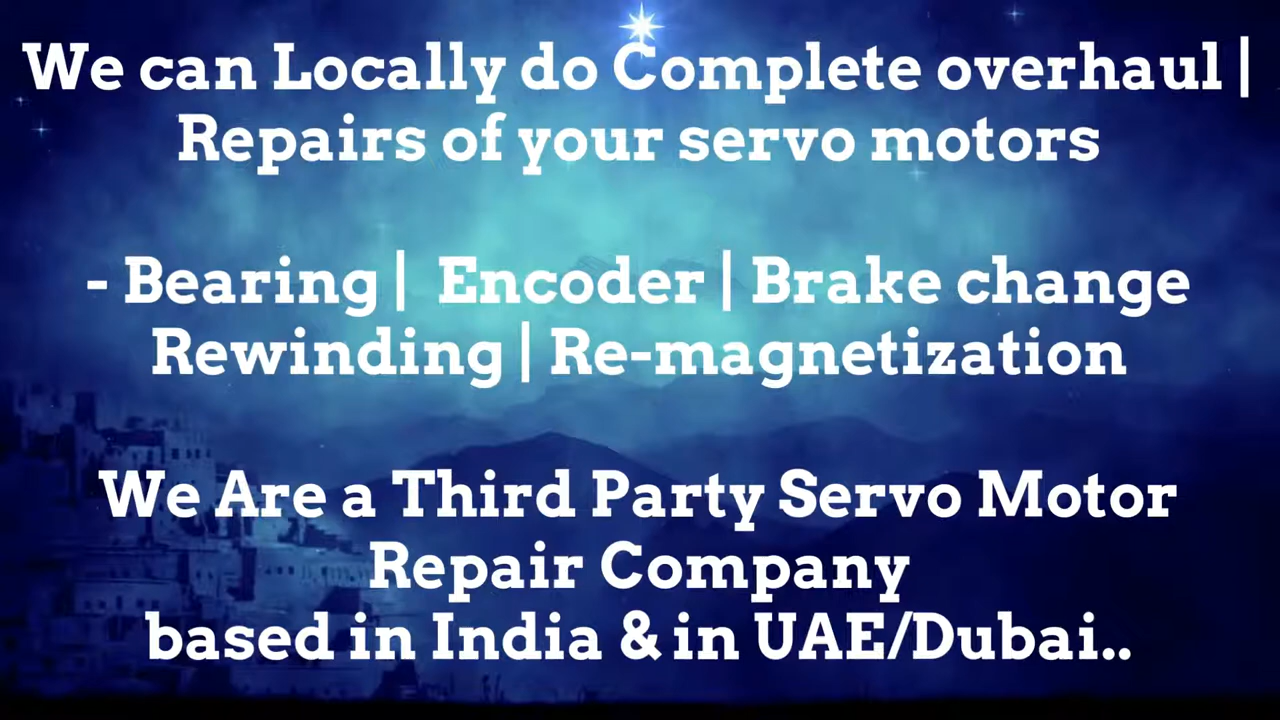 We can Locally do Complete overhaul |
Repairs of your servo motors
- Bearing | Encoder | Brake change
Rewinding | Re-magnetization
We Are a Third Party Servo Motor
Repair Company
based in India & in UAE/Dubai..